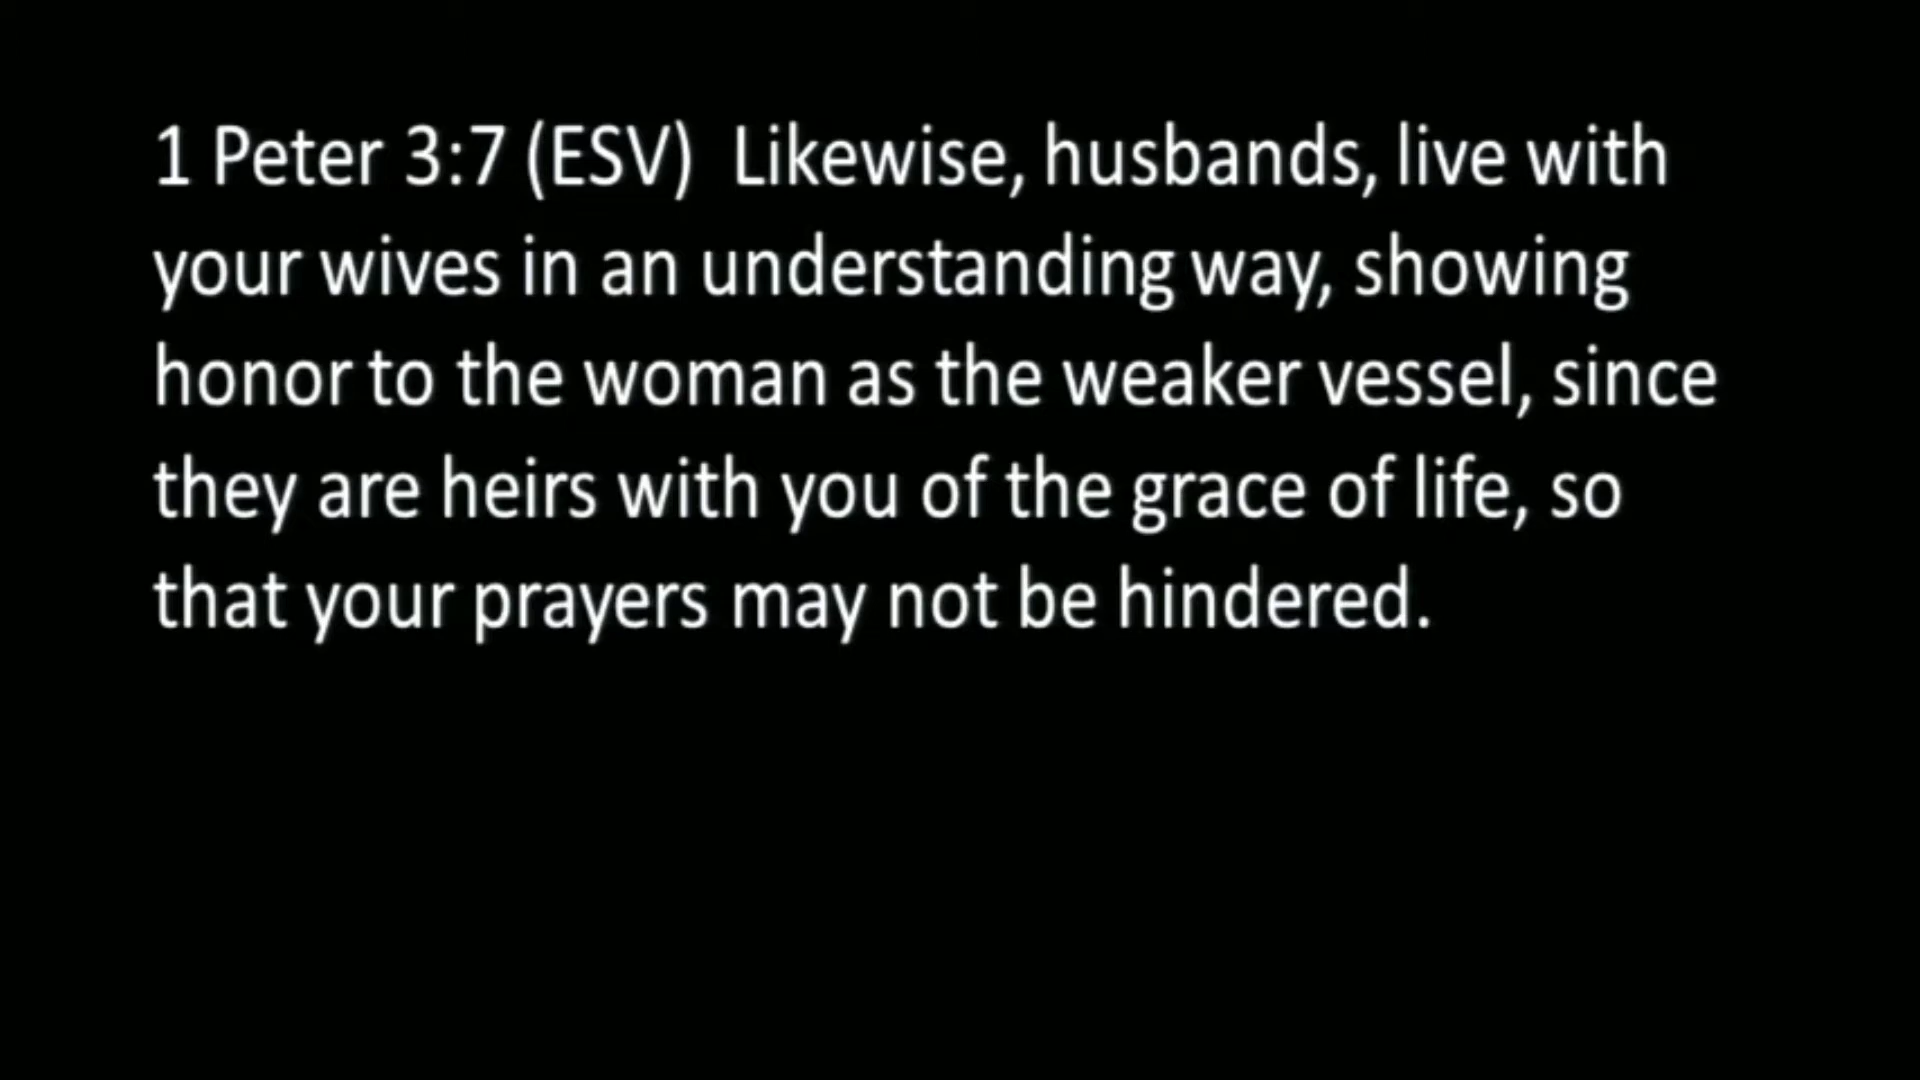 1 Peter 3:7 (ESV)  Likewise, husbands, live with
your wives in an understanding way, showing
honor to the woman as the weaker vessel, since
they are heirs with you of the grace of life, so
that your prayers may not be hindered.